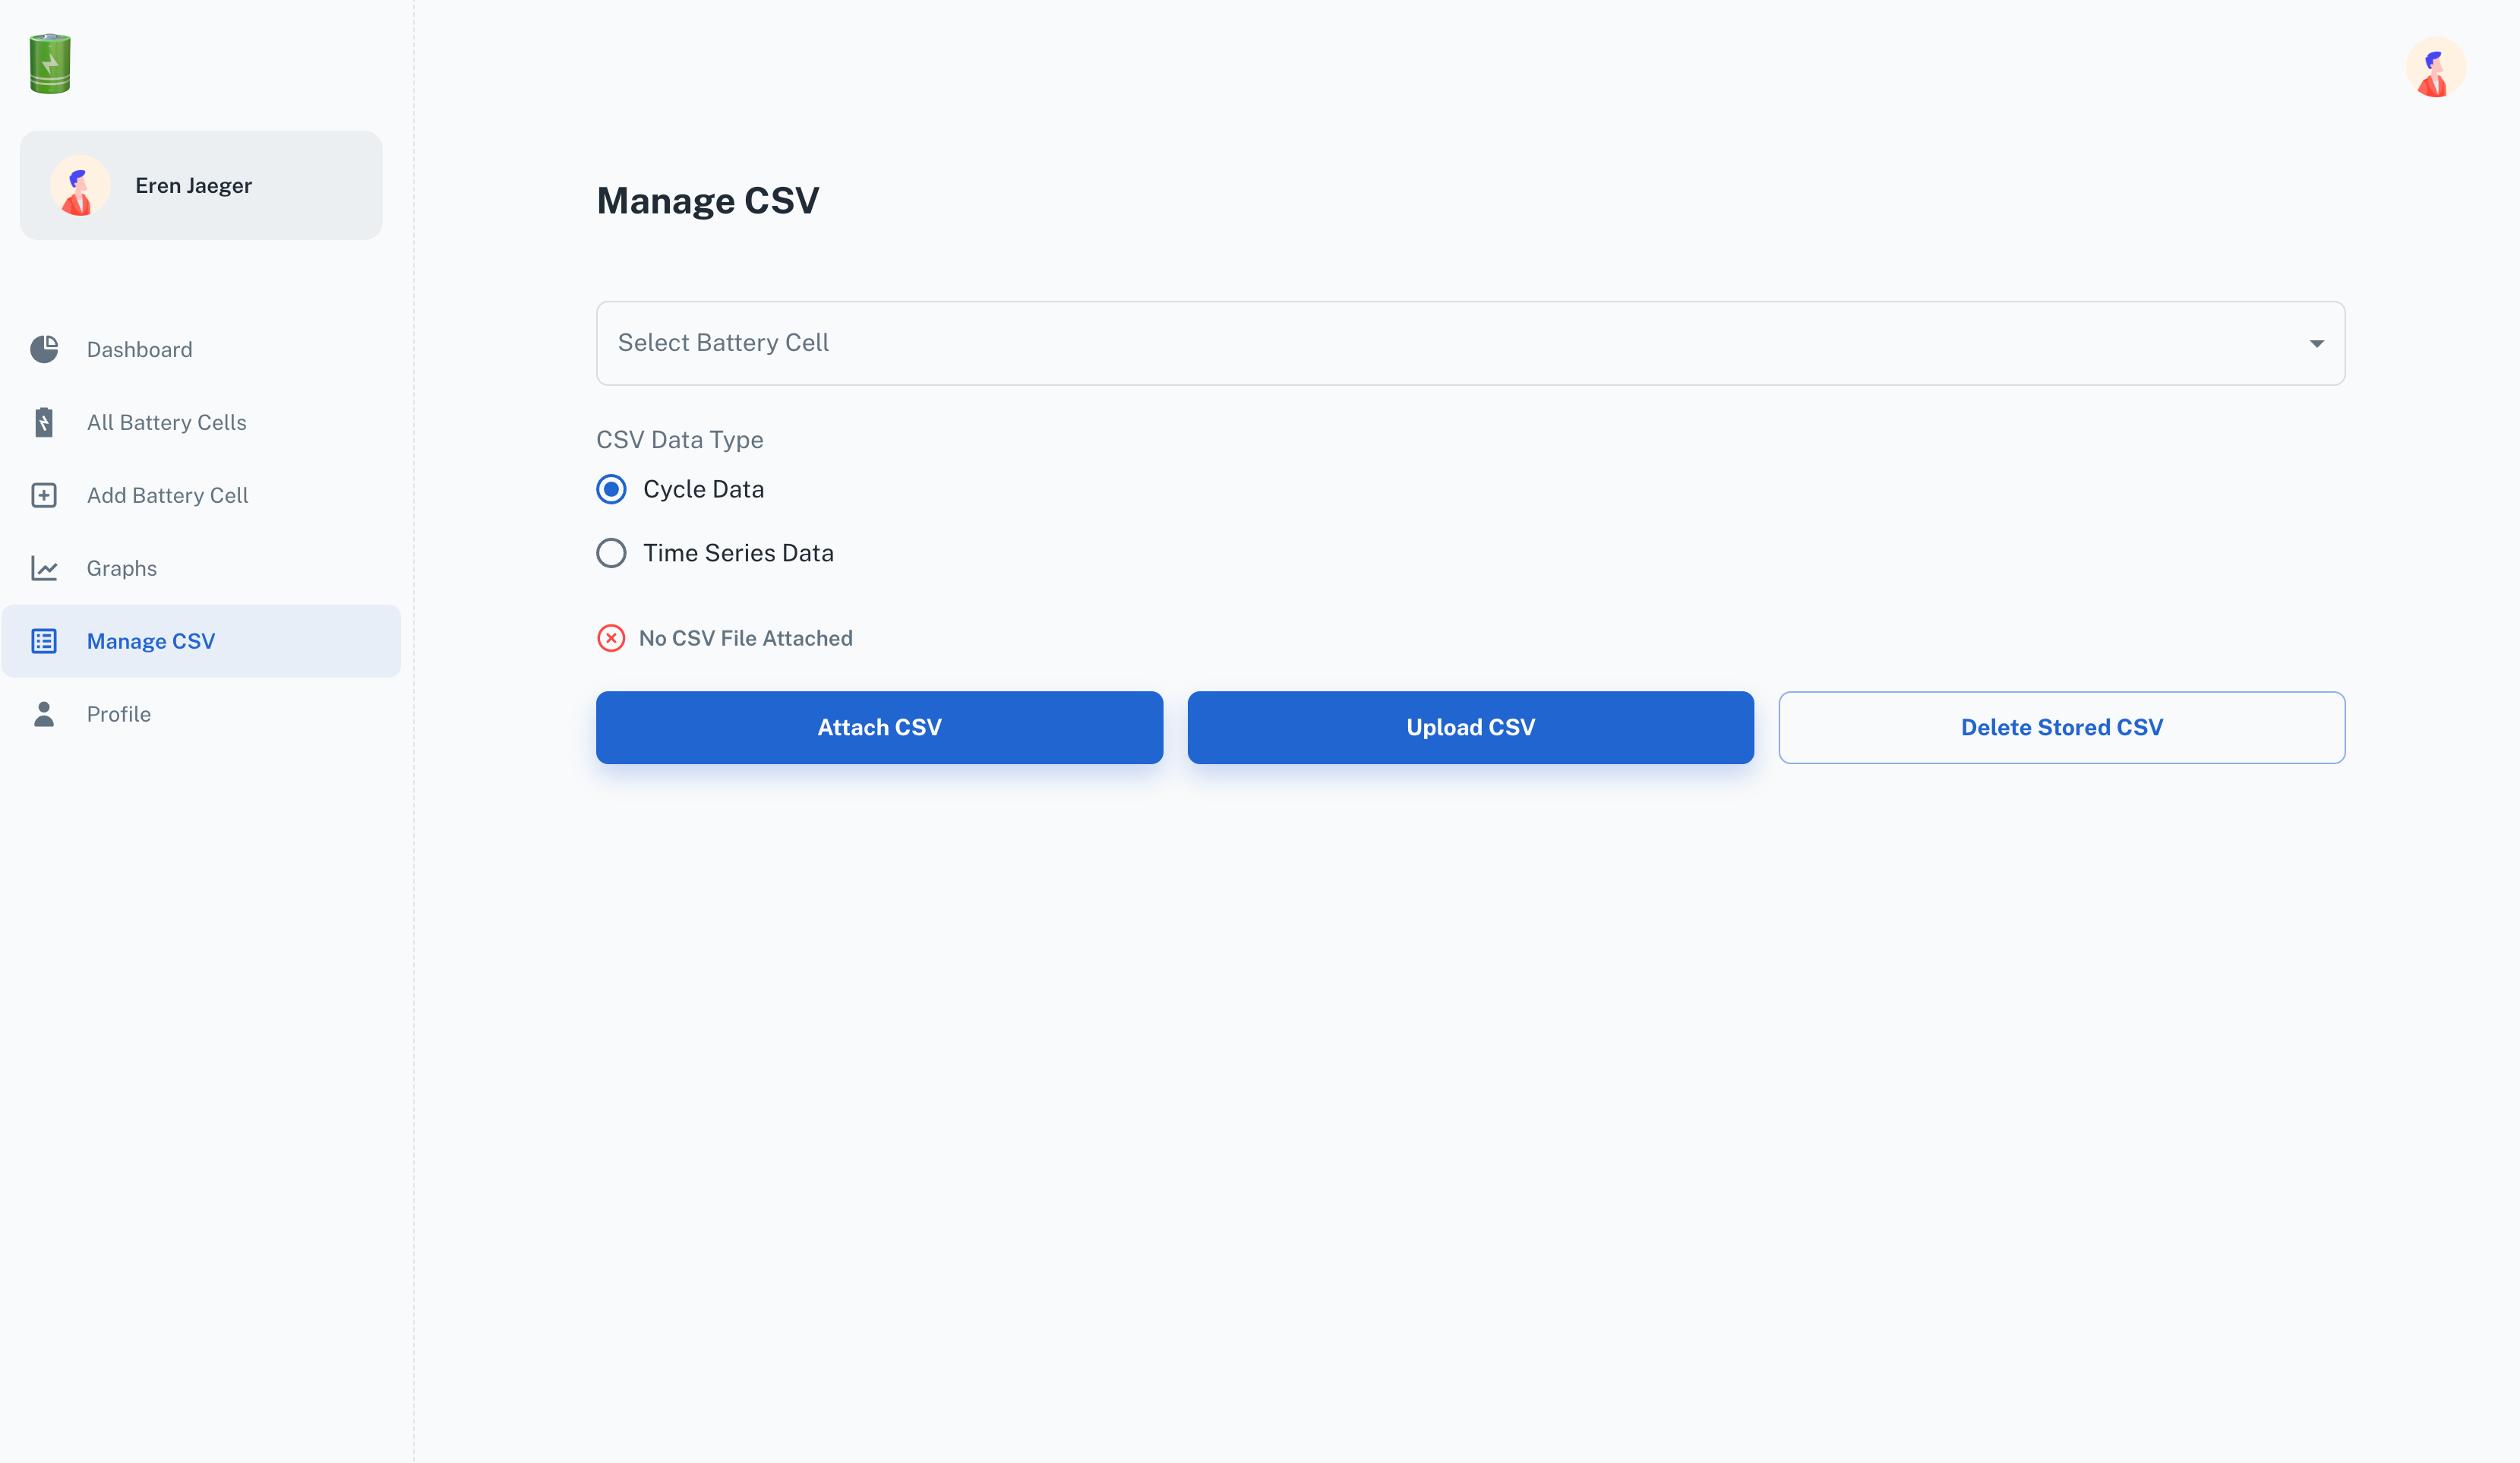 Eren Jaeger
Dashboard
All Battery Cells
Add Battery Cell
Graphs
Manage CSV
Profile
Manage CSV
Select Battery Cell
CSV Data Type
Cycle Data
Time Series Data
No CSV File Attached
Attach CSV
Upload CSV
Delete Stored CSV